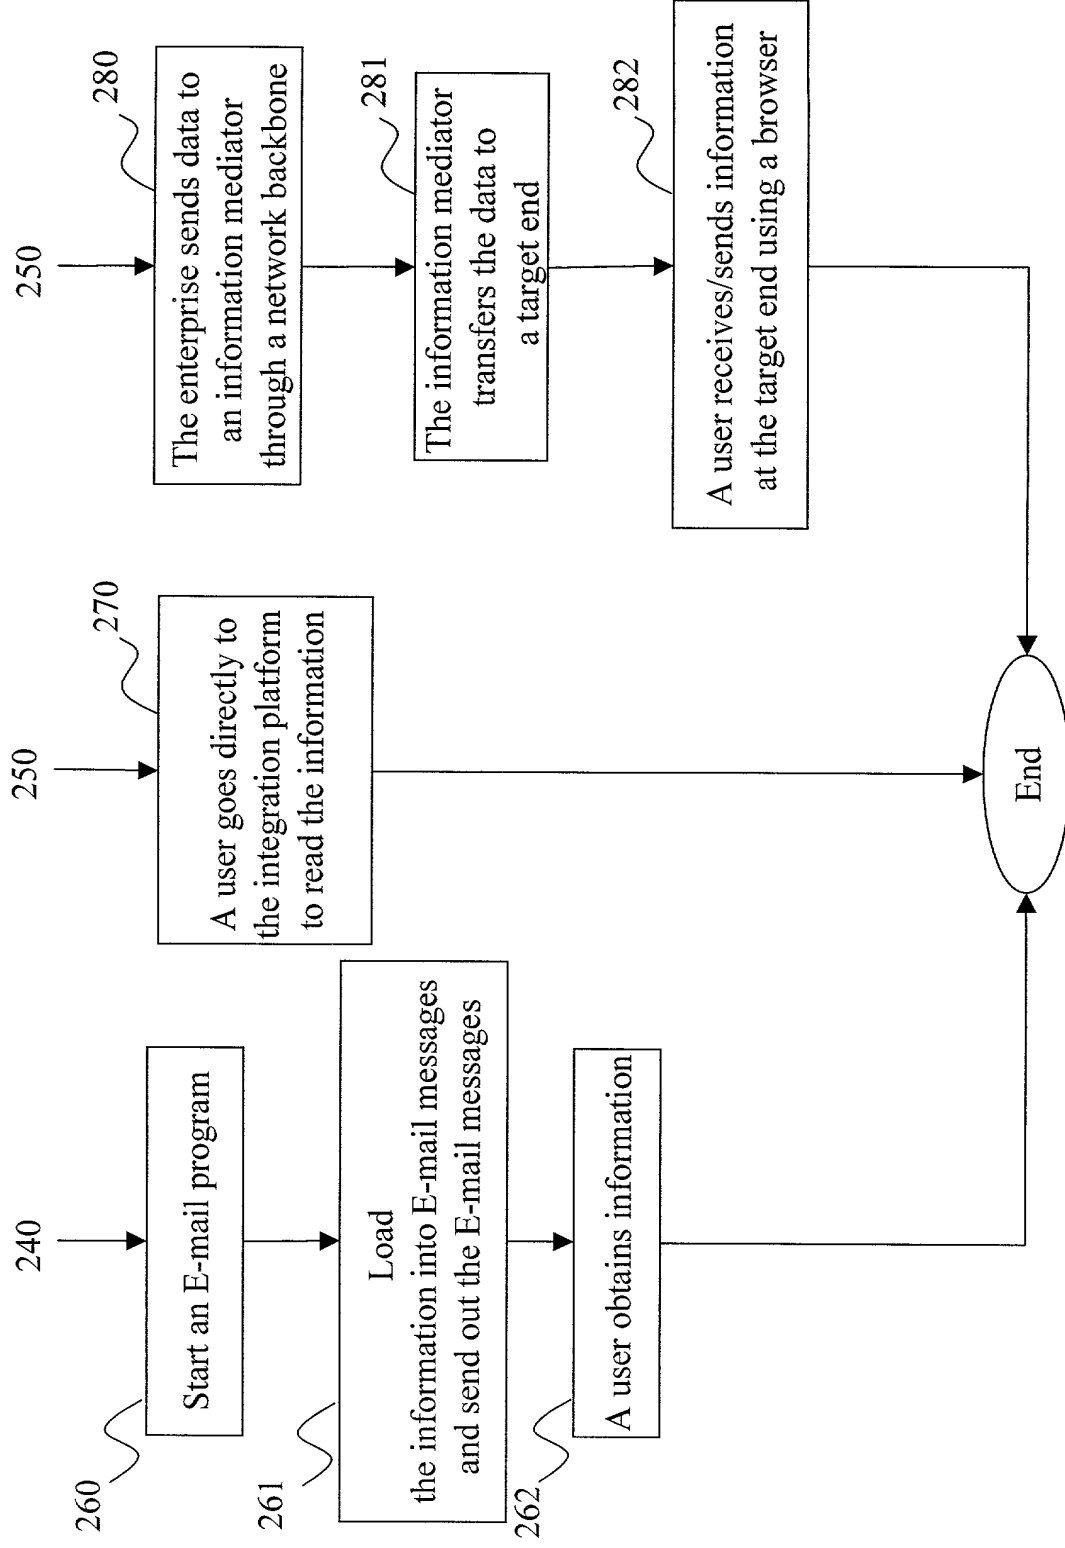 240
260
Start an E-mail program
261
Load
the information into E-mail messages
and send out the E-mail messages
262
A user obtains information
250
270
A user goes directly to
the integration platform
to read the information
250
280
The enterprise sends data to
an information mediator
through a network backbone
281
The information mediator
transfers the data to
a target end
282
A user receives/sends information
at the target end using a browser
End